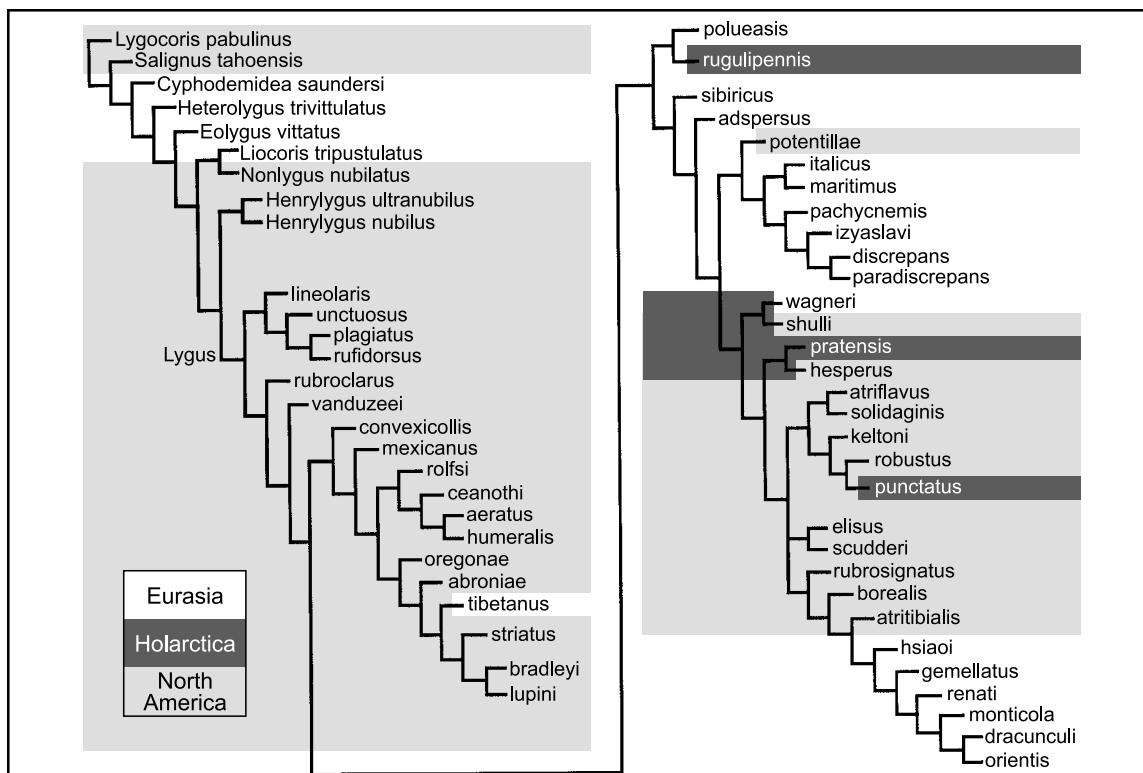 Lygocoris pabulinus
Salignus tahoensis
Cyphodemidea saundersi
Heterolygus trivittulatus
Eolygus vittatus
Liocoris tripustulatus
Nonlygus nubilatus
Henrylygus ultranubilus
Henrylygus nubilus
lineolaris
unctuosus
plagiatus
Lygus
rufidorsus
rubroclarus
vanduzeei
convexicollis
mexicanus
rolfsi
ceanothi
aeratus
humeralis
oregonae
abroniae
tibetanus
striatus
bradleyi
lupini
Eurasia
Holarctica
North
America
polueasis
rugulipennis
sibiricus
adspersus
potentillae
italicus
maritimus
pachycnemis
izyaslavi
discrepans
paradiscrepans
wagneri
shulli
pratensis
hesperus
atriflavus
solidaginis
keltoni
robustus
punctatus
elisus
scudderi
rubrosignatus
borealis
atritibialis
hsiaoi
gemellatus
renati
monticola
dracunculi
orientis